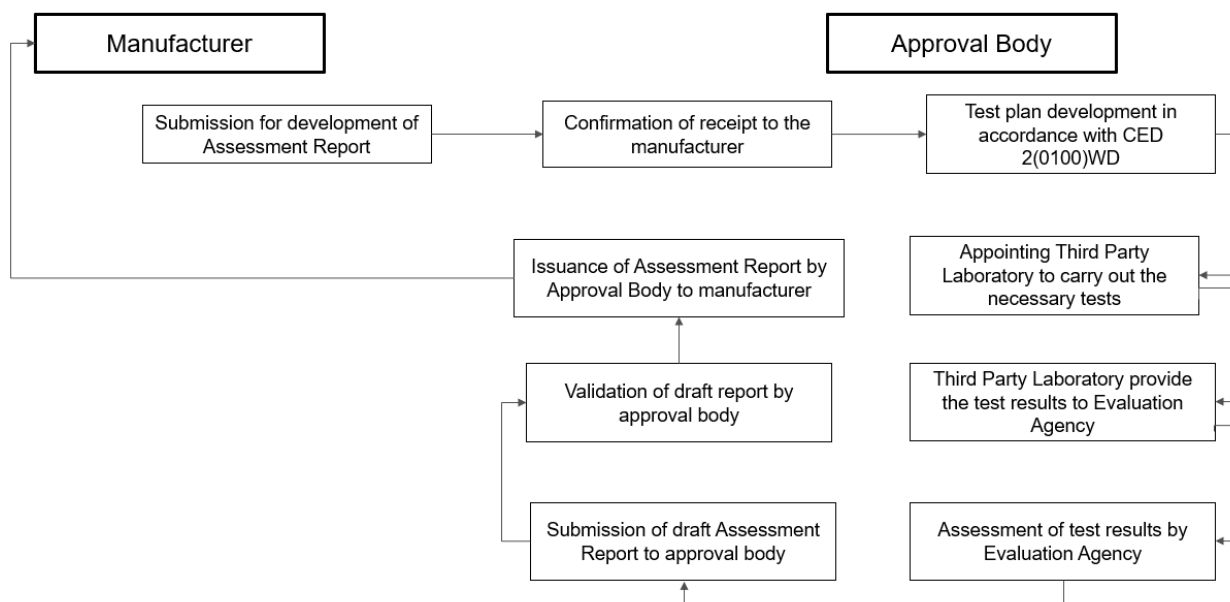 Manufacturer
Approval Body
Submission for development of
Assessment Report
Confirmation of receipt to the
manufacturer
Test plan development in
accordance with CED
2(0100)WD
Issuance of Assessment Report by
Approval Body to manufacturer
Appointing Third Party
Laboratory to carry out the
necessary tests
Validation of draft report by
approval body
Third Party Laboratory provide
the test results to Evaluation
Agency
Submission of draft Assessment
Report to approval body
Assessment of test results by
Evaluation Agency